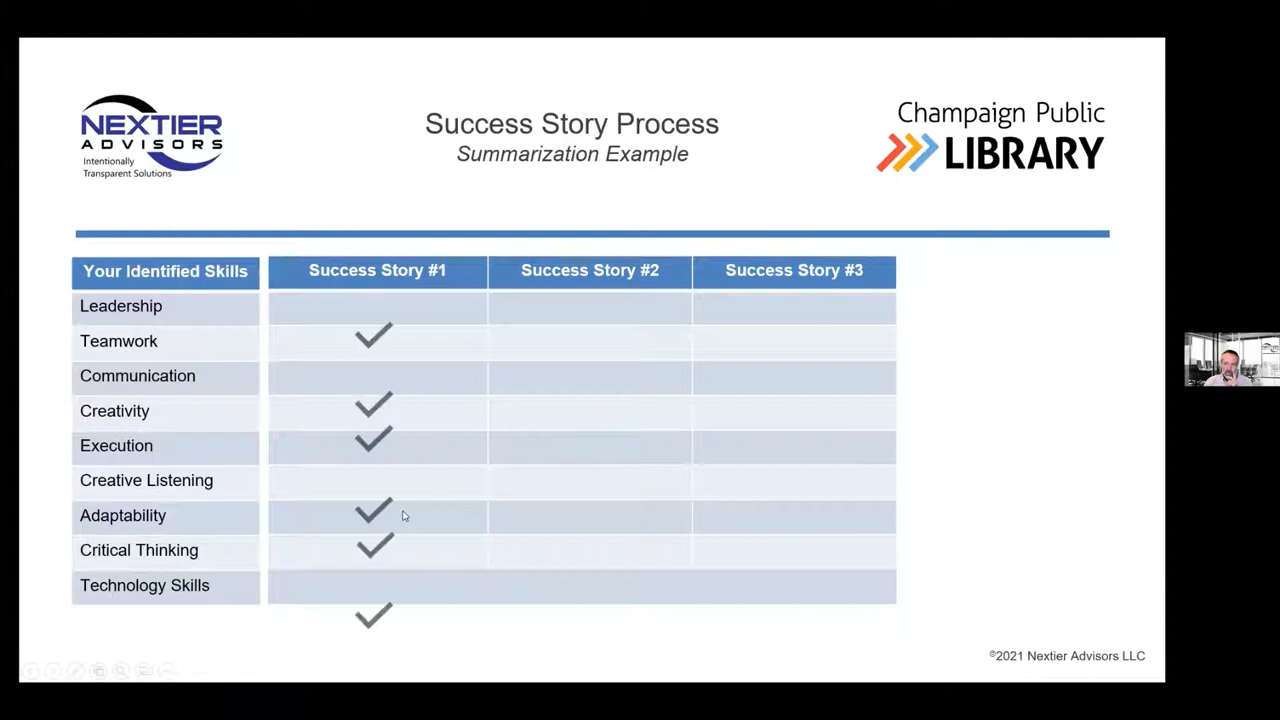 NEXTIER
ADVISORS
Intentionally
Transparent Solutions
Success Story Process
Summarization Example
Champaign Public
LIBRARY
Your Identified Skills Success Story #1 Success Story #2 Success Story #3
Leadership
Teamwork
Communication
Creativity
Execution
Creative Listening
Adaptability
Critical Thinking
Technology Skills
©2021 Nextier Advisors LLC